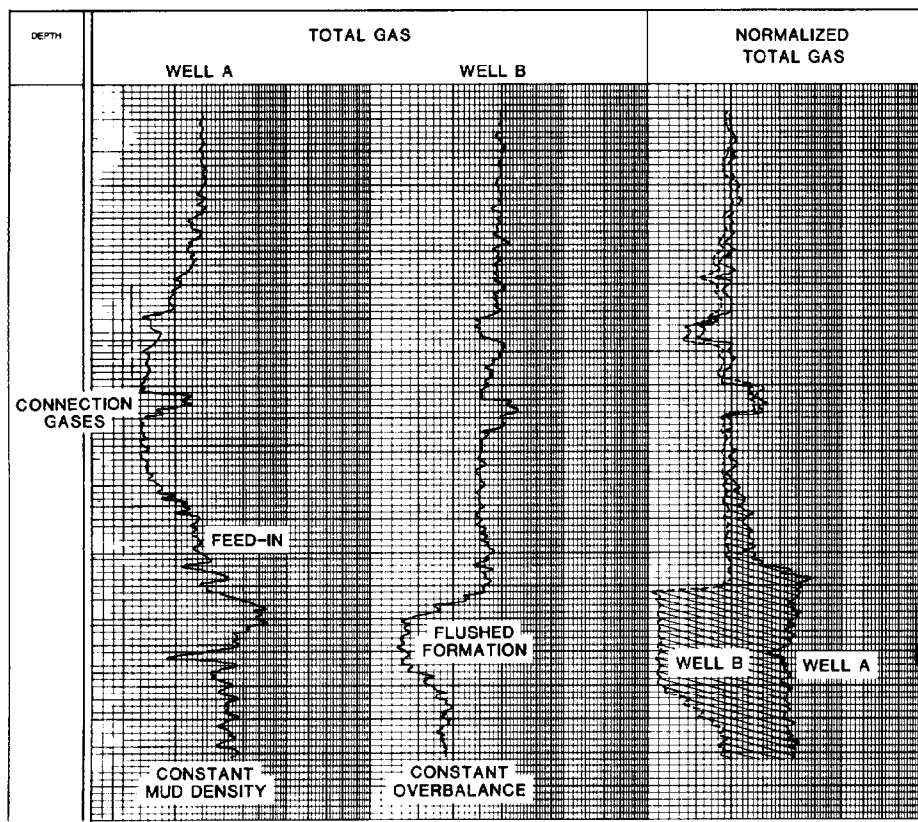 DEPTH
TOTAL GAS
WELL A
WELL B
NORMALIZED
TOTAL GAS
CONNECTION
GASES
FEED-IN
FLUSHED
FORMATION
WELL B
WELL A
CONSTANT
MUD DENSITY
CONSTANT
OVERBALANCE